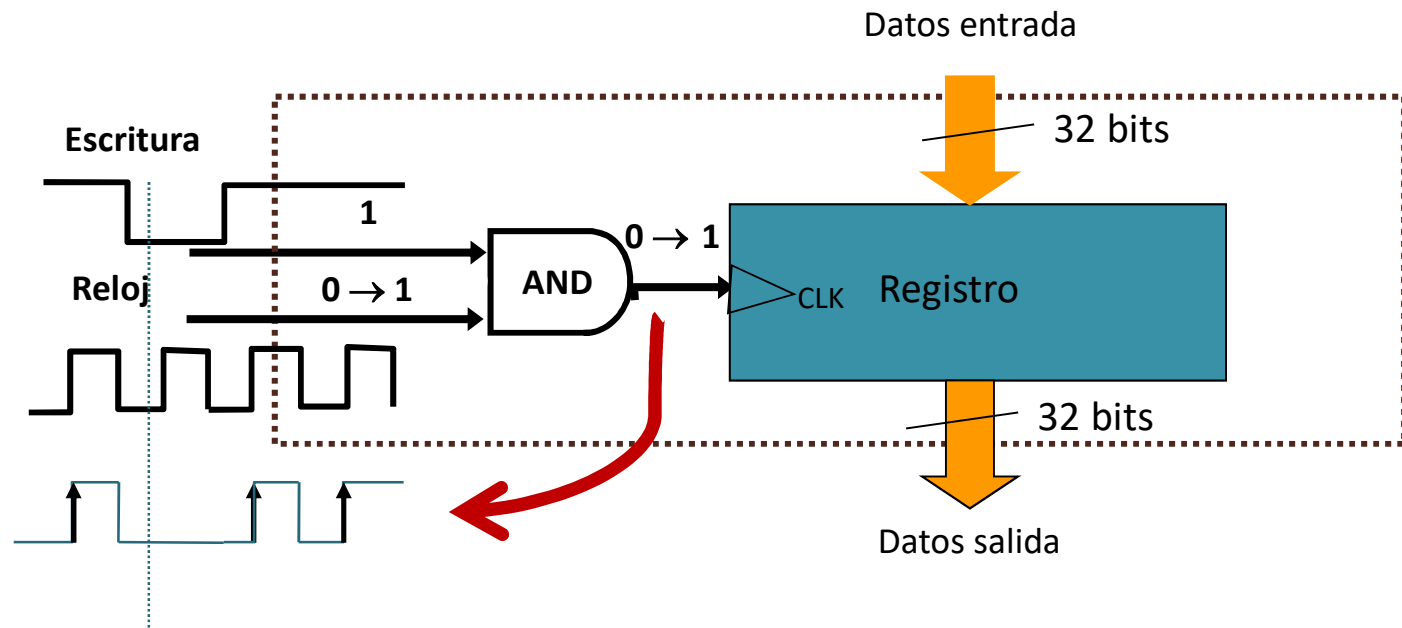 Datos entrada
32 bits
Escritura
1
0 → 1
Reloj
0 → 1
AND
CLK
Registro
32 bits
Datos salida